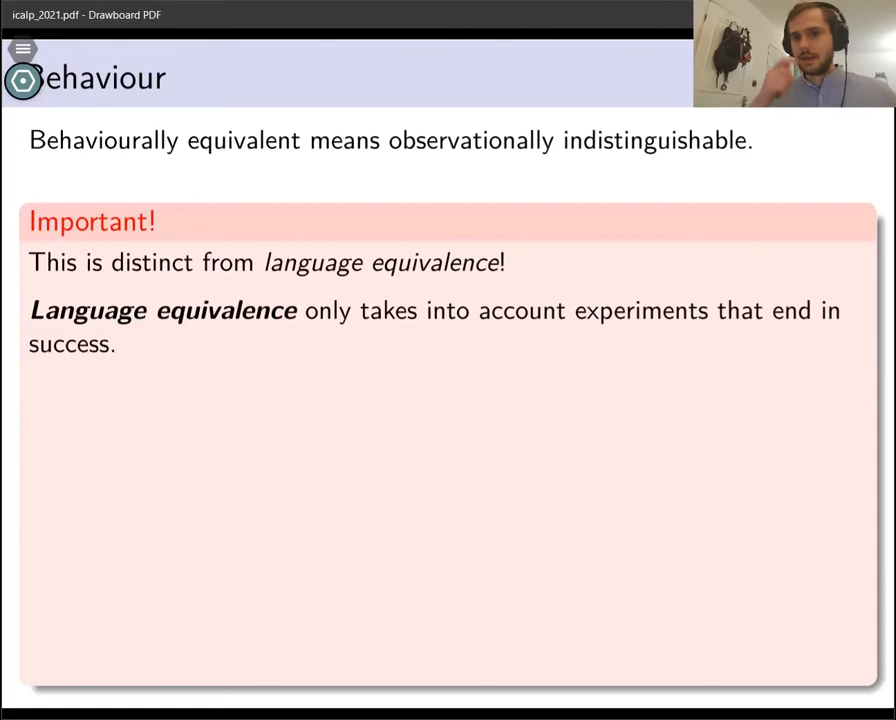 icalp_2021.pdf - Drawboard PDF
ehaviour
Behaviourally equivalent means observationally indistinguishable.
Important!
This is distinct from language equivalence!
Language equivalence only takes into account experiments that end in
success.